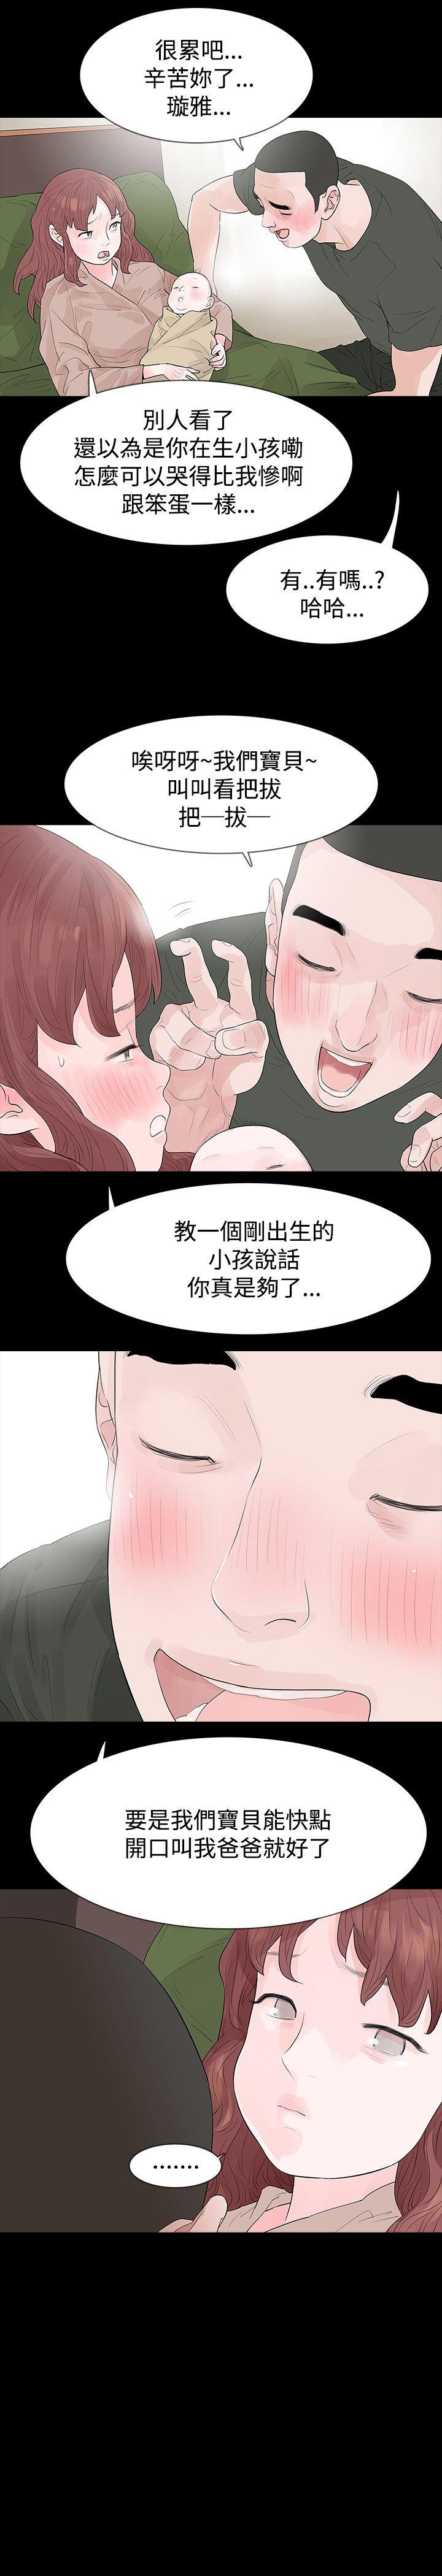 很累吧...
辛苦妳了...
璇雅...
別人看了
還以為是你在生小孩嘞
怎麼可以哭得比我慘啊
跟笨蛋一樣...
有..有嗎..?
哈哈...
唉呀呀~我們寶貝~
叫叫看把拔
把─拔─
教一個剛出生的
小孩說話
你真是夠了...
要是我們寶貝能快點
開口叫我爸爸就好了
.......